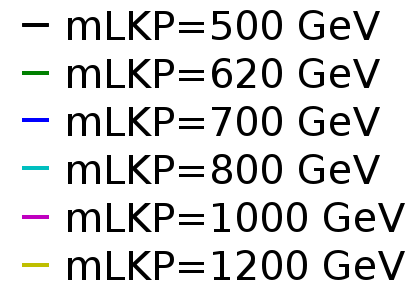 mLKP=500 GeV
mLKP=620 GeV
mLKP=700 GeV
mLKP=800 GeV
mLKP=1000 GeV
mLKP=1200 GeV